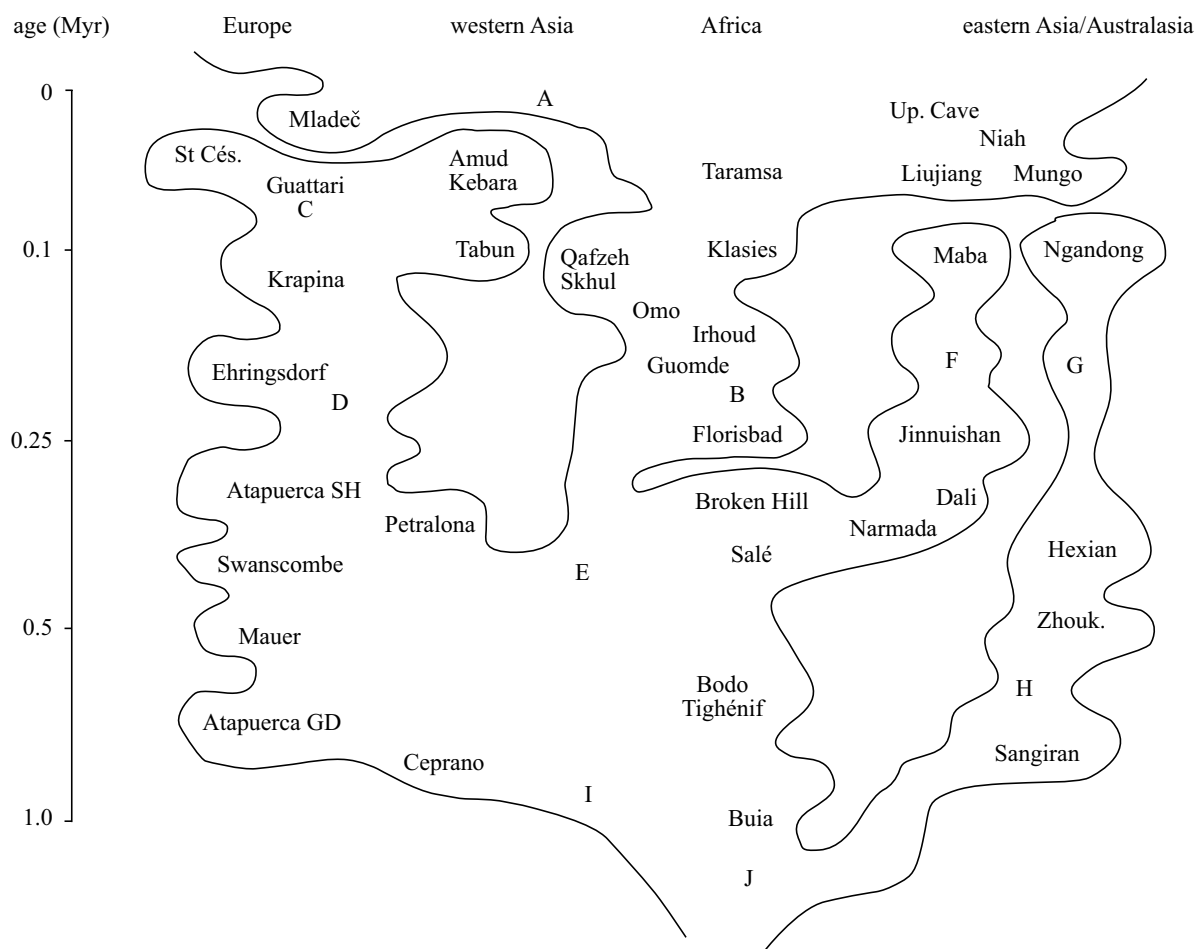 age (Myr) Europe western Asia Africa eastern Asia/Australasia
0
A
Mladeč
Up. Cave
Niah
St Cés.
Amud
Kebara
Taramsa
Liujiang
Mungo
Guattari
C
0.1
Tabun
Qafzeh
Skhul
Klasies
Maba
Ngandong
Krapina
Omo
Irhoud
Guomde
Ehringsdorf
F
G
D
B
0.25
Florisbad
Jinnuishan
Atapuerca SH
Broken Hill
Dali
Petralona
Narmada
Swanscombe
Salé
Hexian
E
0.5
Mauer
Zhouk.
Bodo
Tighénif
H
Atapuerca GD
Ceprano
Sangiran
I
1.0
Buia
J